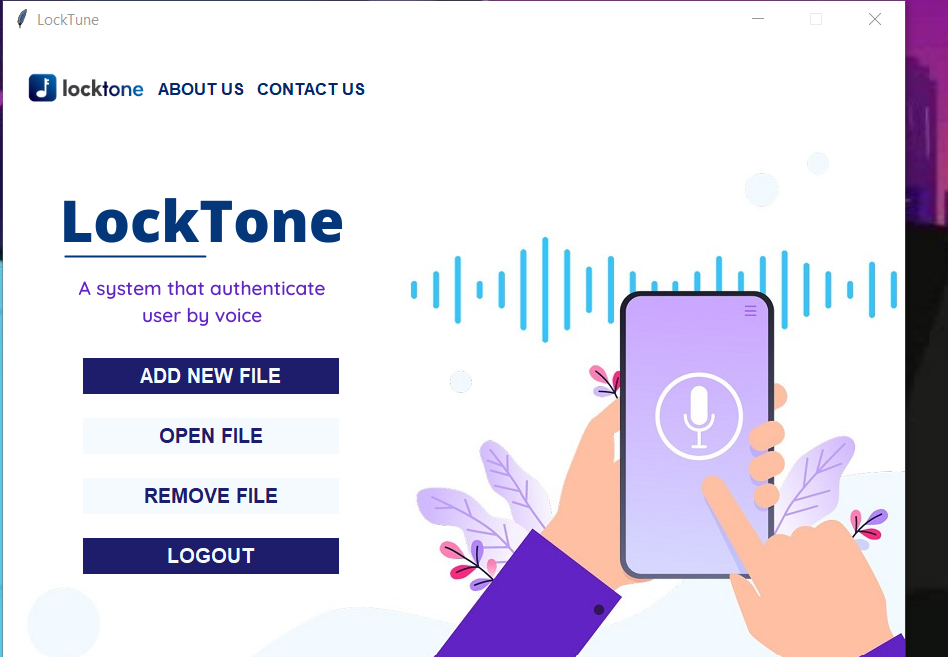 LockTune
locktone ABOUT US CONTACT US
LockTone
A system that authenticate
user by voice
ADD NEW FILE
OPEN FILE
REMOVE FILE
LOGOUT